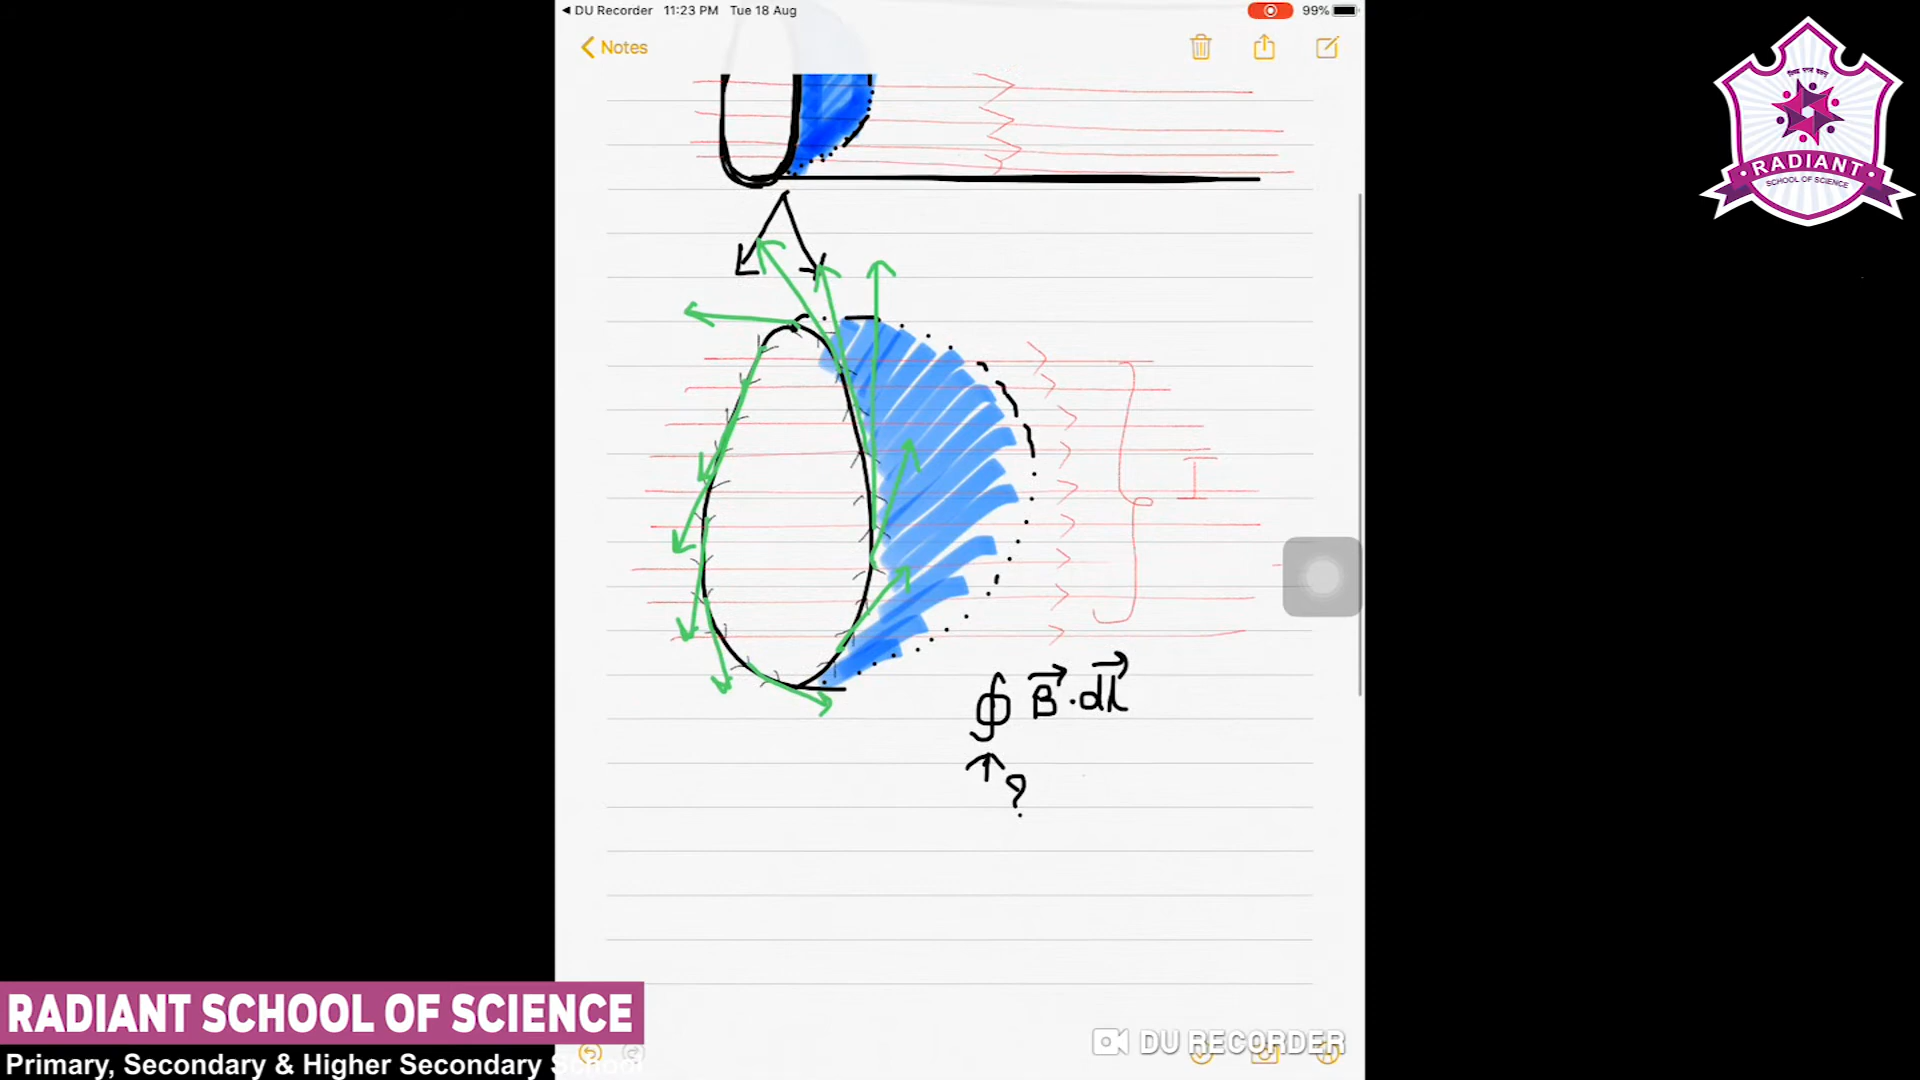 DU Recorder 11:23 PM Tue 18 Aug 99%
Notes
RADIANT
SCHOOL OF SCIENCE
I
∮ B⃗ · dl⃗
↑ ?
RADIANT SCHOOL OF SCIENCE
Primary, Secondary & Higher Secondary School
DU RECORDER